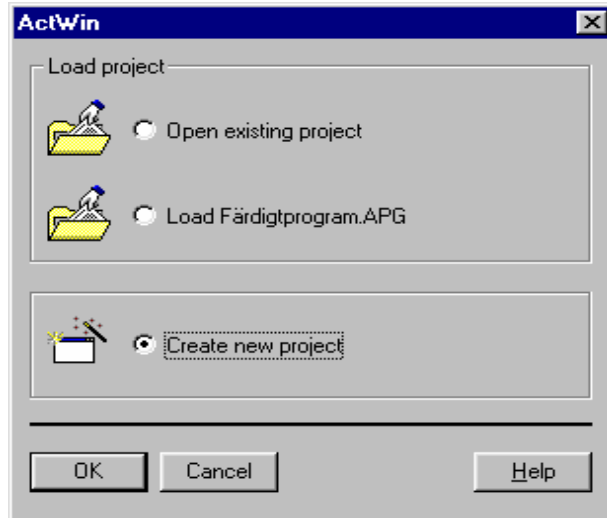 ActWin
Load project
Open existing project
Load Färdigtprogram.APG
Create new project
OK Cancel Help